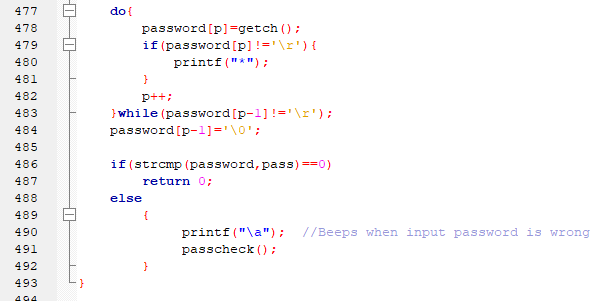 477 do{
478 password[p]=getch();
479 if(password[p]!='\r'){
480 printf("*");
481 }
482 p++;
483 }while(password[p-1]!='\r');
484 password[p-1]='\0';
485
486 if(strcmp(password,pass)==0)
487 return 0;
488 else
489 {
490 printf("\a"); //Beeps when input password is wrong
491 passcheck();
492 }
493 }
494